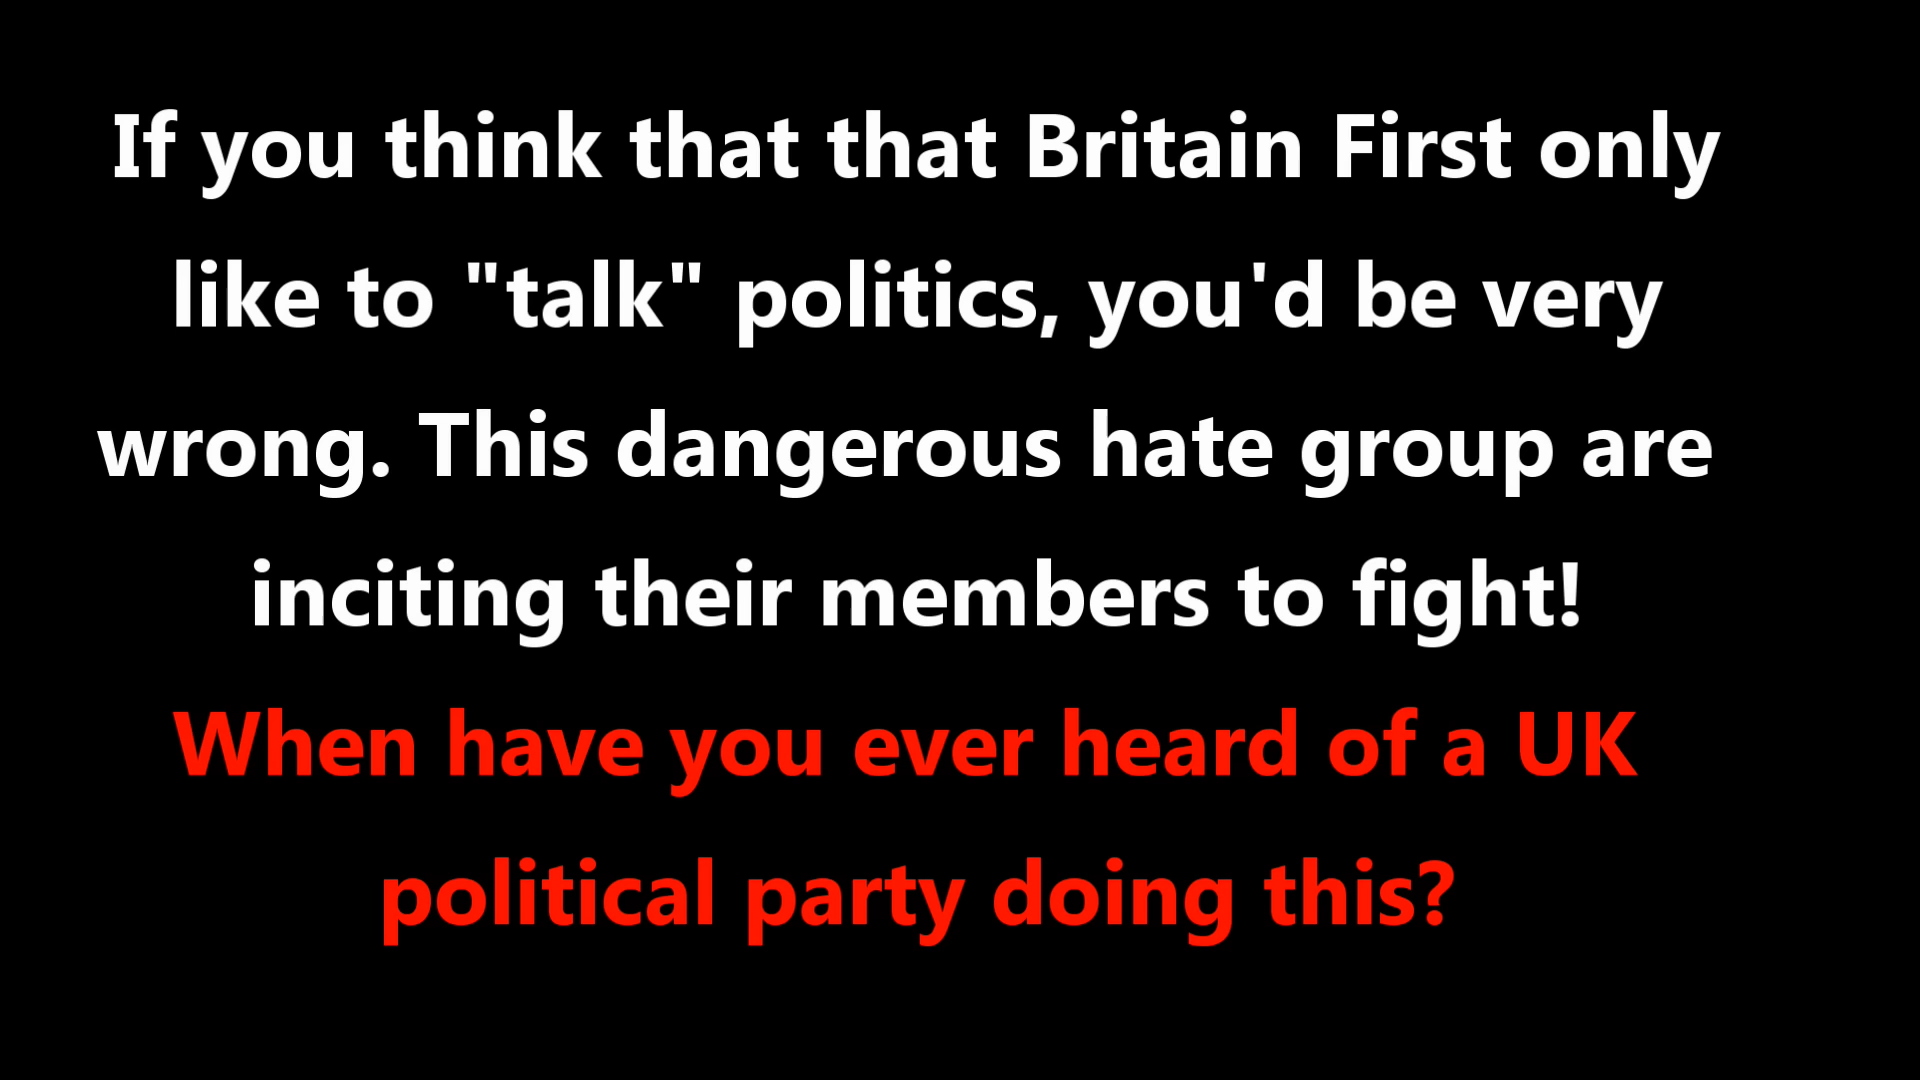 If you think that that Britain First only
like to "talk" politics, you'd be very
wrong. This dangerous hate group are
inciting their members to fight!
When have you ever heard of a UK
political party doing this?